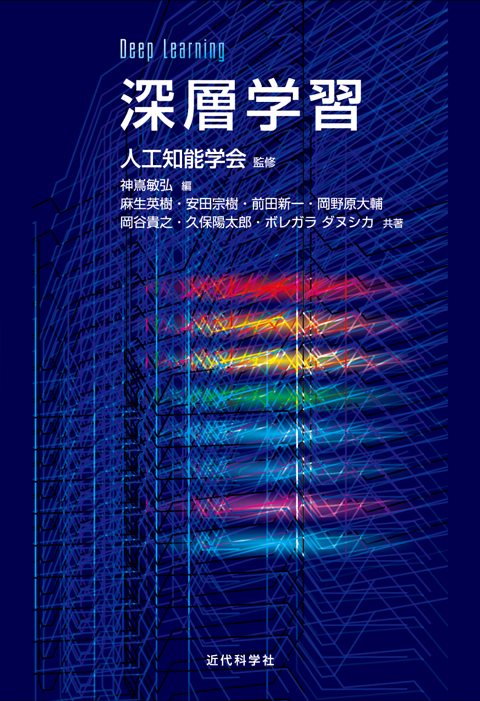 Deep Learning
深層学習
人工知能学会 監修
神嶌敏弘 編
麻生英樹・安田宗樹・前田新一・岡野原大輔
岡谷貴之・久保陽太郎・ボレガラ ダヌシカ 共著
近代科学社